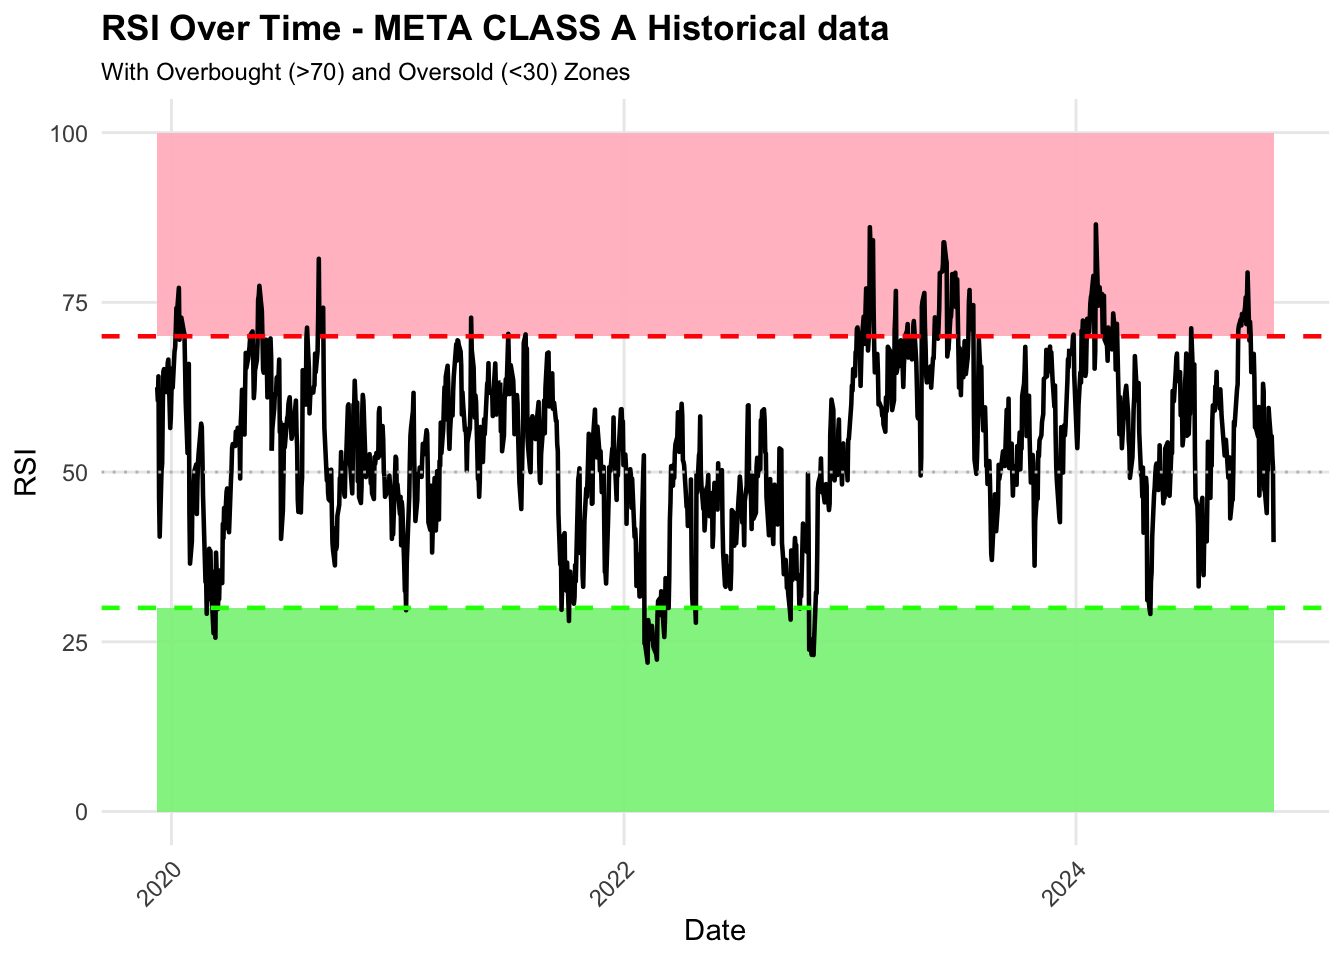 RSI Over Time - META CLASS A Historical data
With Overbought (>70) and Oversold (<30) Zones
100
75
50
25
0
RSI
2020
2022
2024
Date